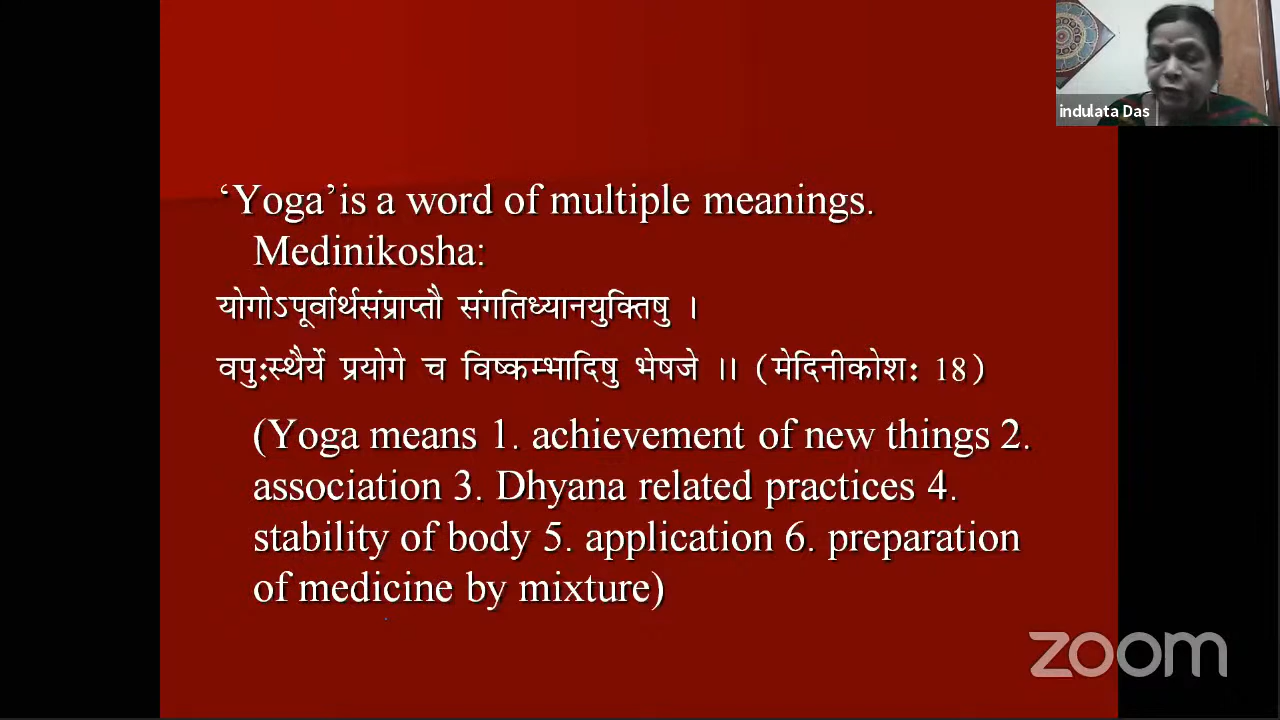 indulata Das
‘Yoga’is a word of multiple meanings.
Medinikosha:
योगोऽपूर्वार्थसंप्राप्तौ संगतिध्यानयुक्तिषु ।
वपुःस्थैर्ये प्रयोगे च विष्कम्भादिषु भेषजे ।। (मेदिनीकोशः 18)
(Yoga means 1. achievement of new things 2.
association 3. Dhyana related practices 4.
stability of body 5. application 6. preparation
of medicine by mixture)
zoom